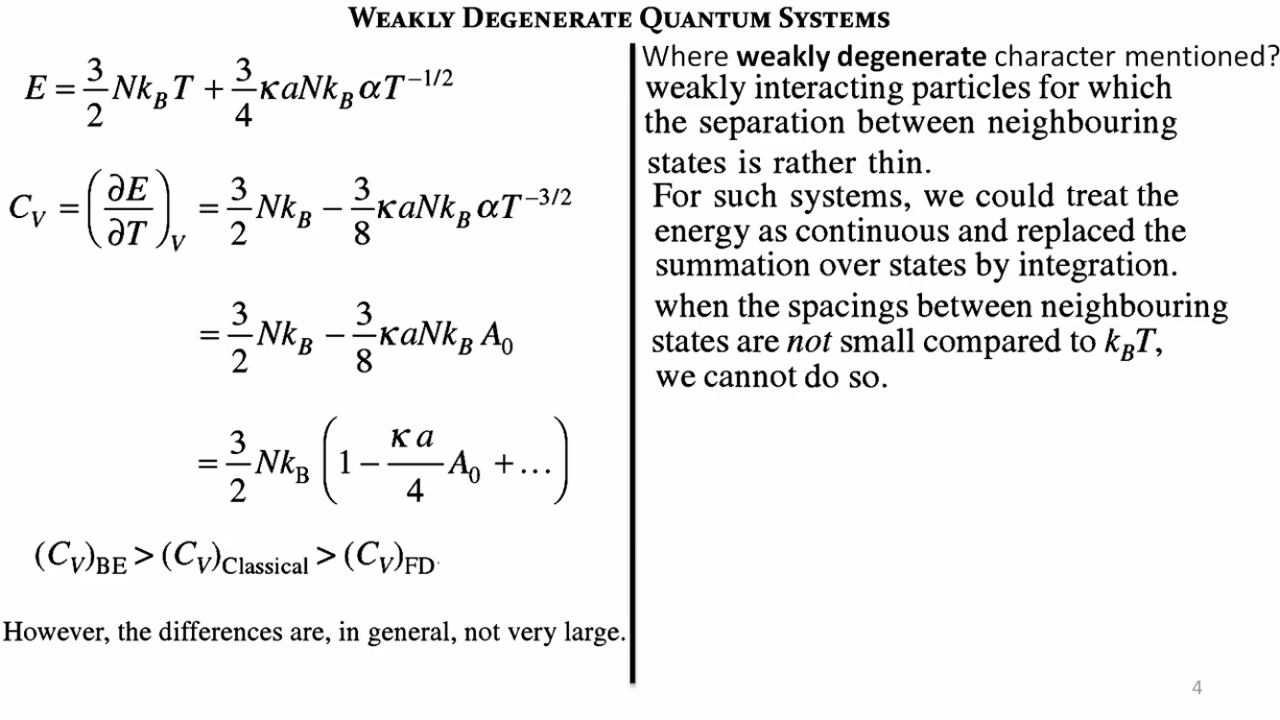 WEAKLY DEGENERATE QUANTUM SYSTEMS
E = 3/2 Nk_B T + 3/4 κaNk_B αT^{−1/2}
C_V = (∂E/∂T)_V = 3/2 Nk_B − 3/8 κaNk_B αT^{−3/2}
= 3/2 Nk_B − 3/8 κaNk_B A_0
= 3/2 Nk_B (1 − κa/4 A_0 + ...)
(C_V)_BE > (C_V)_Classical > (C_V)_FD.
However, the differences are, in general, not very large.
Where weakly degenerate character mentioned?
weakly interacting particles for which
the separation between neighbouring
states is rather thin.
For such systems, we could treat the
energy as continuous and replaced the
summation over states by integration.
when the spacings between neighbouring
states are not small compared to k_B T,
we cannot do so.
4